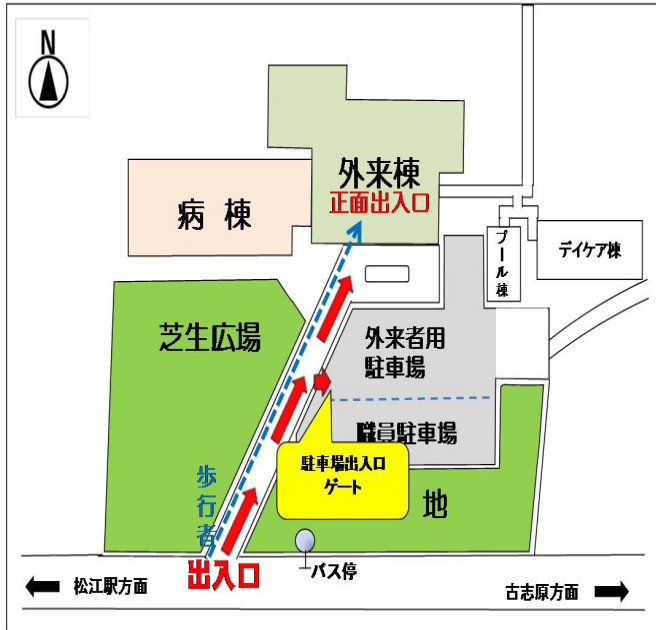 N
外来棟
正面出入口
病 棟
プール棟
デイケア棟
芝生広場
外来者用
駐車場
職員駐車場
駐車場出入口
ゲート
地
歩行者
出入口
バス停
松江駅方面
古志原方面